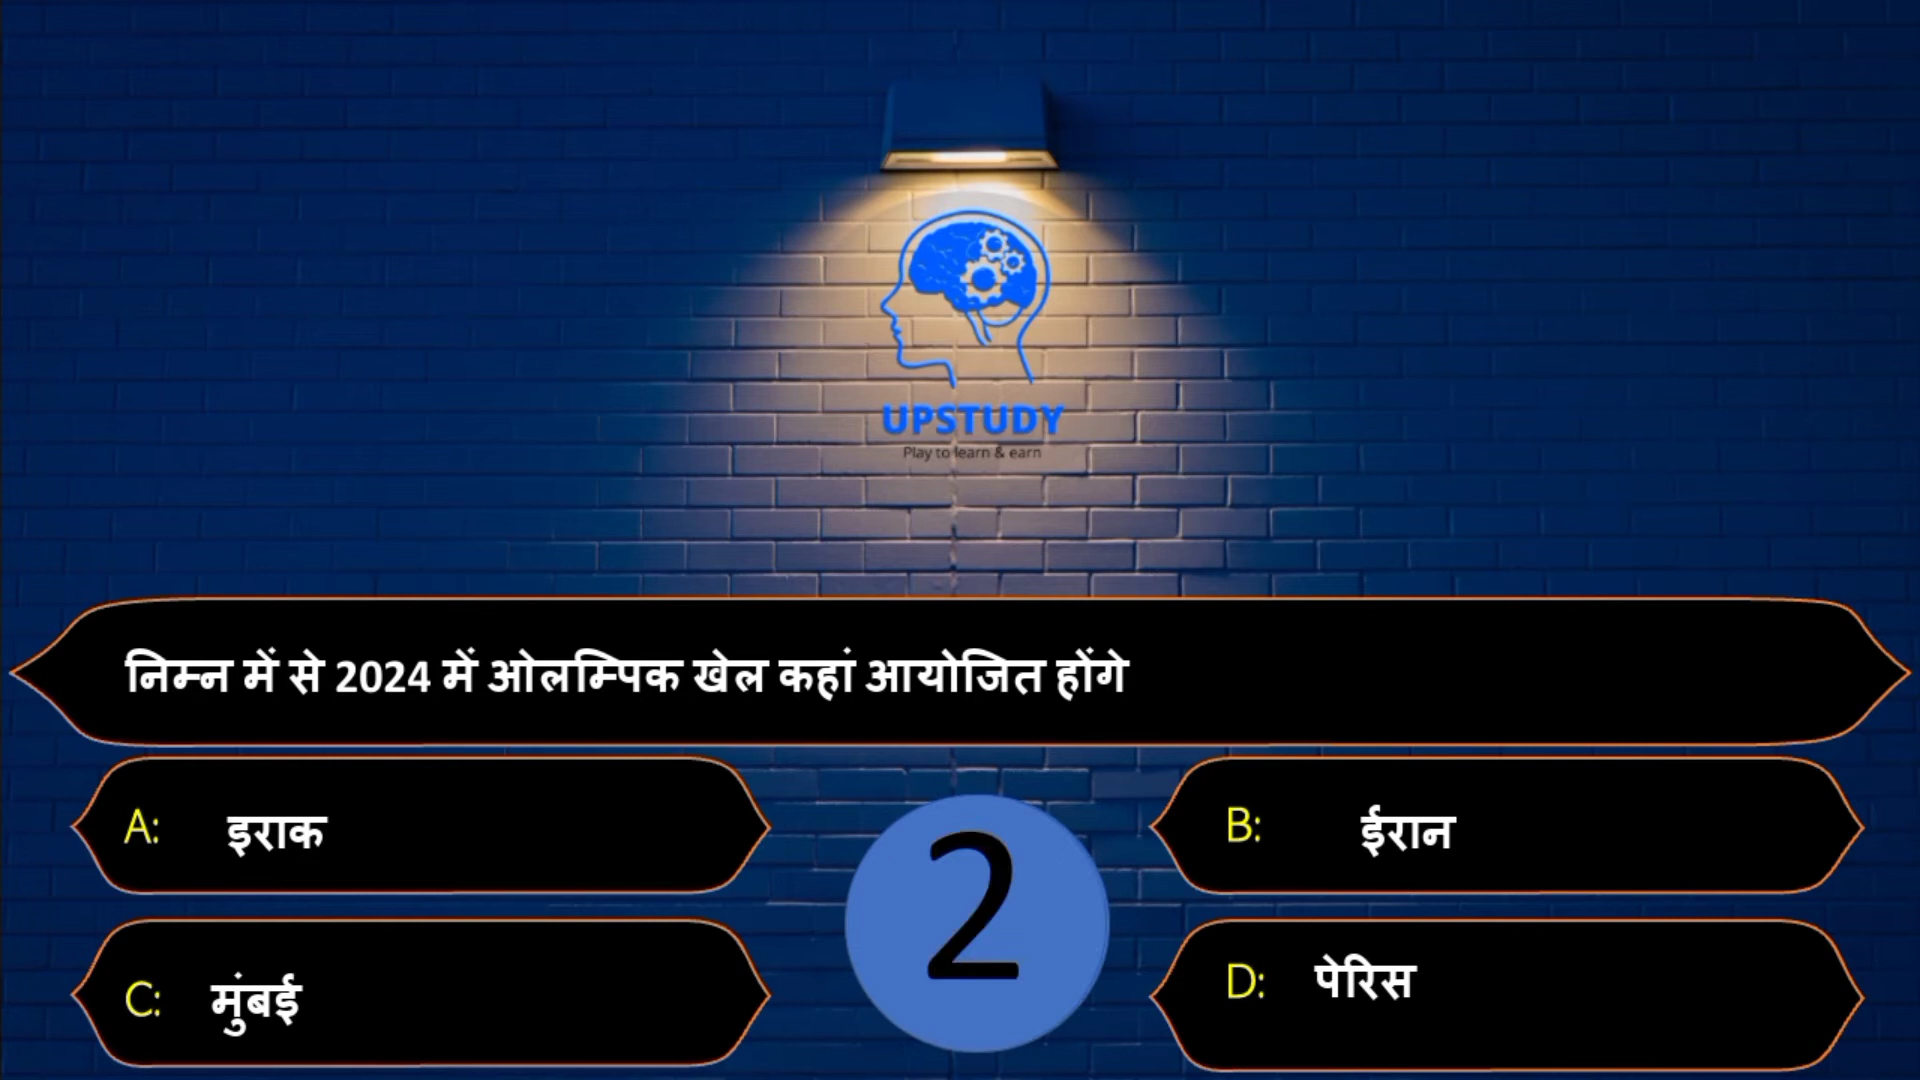 UPSTUDY
Play to learn & earn
निम्न में से 2024 में ओलम्पिक खेल कहां आयोजित होंगे
A: इराक
B: ईरान
2
C: मुंबई
D: पेरिस